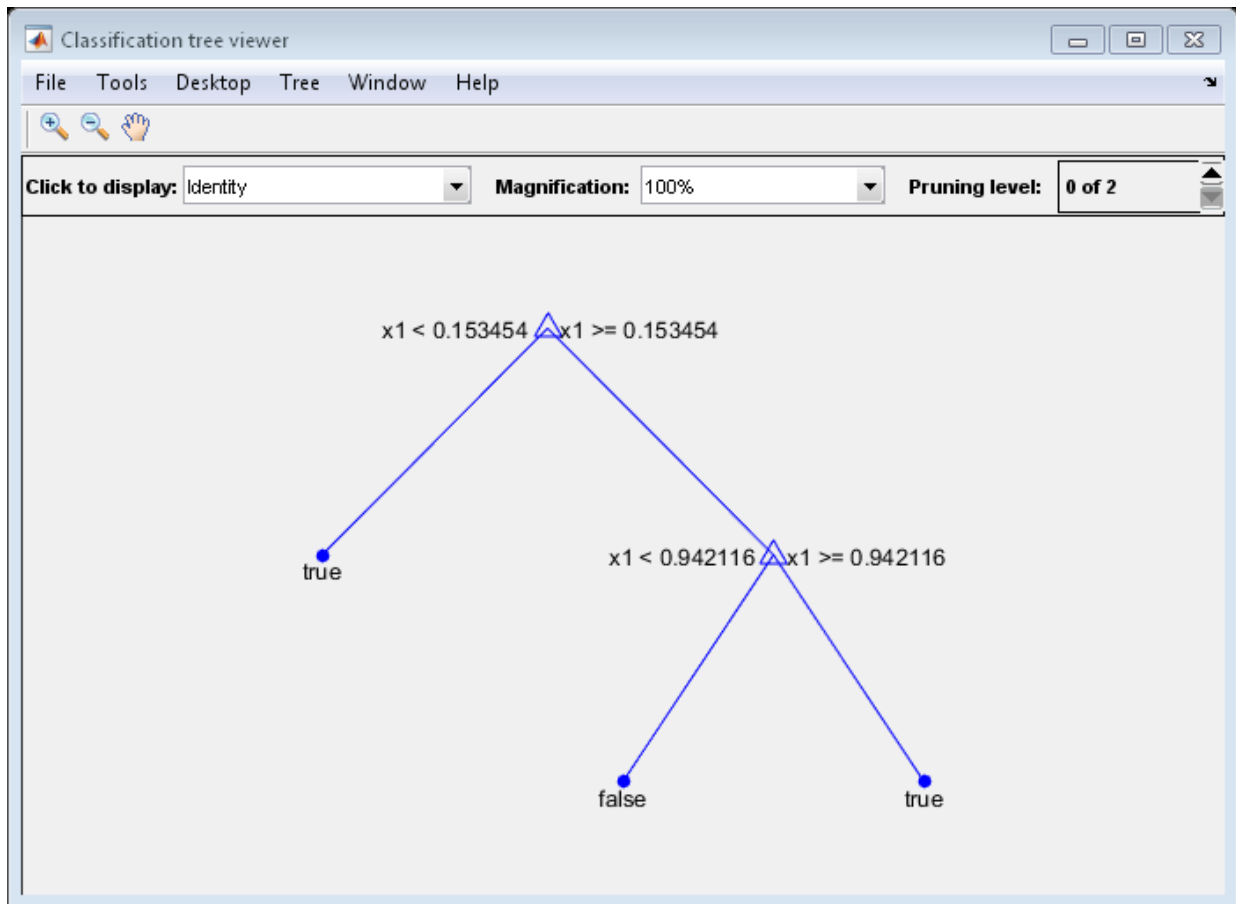 Classification tree viewer
File Tools Desktop Tree Window Help
Click to display: Identity Magnification: 100% Pruning level: 0 of 2
x1 < 0.153454 x1 >= 0.153454
true
x1 < 0.942116 x1 >= 0.942116
false true